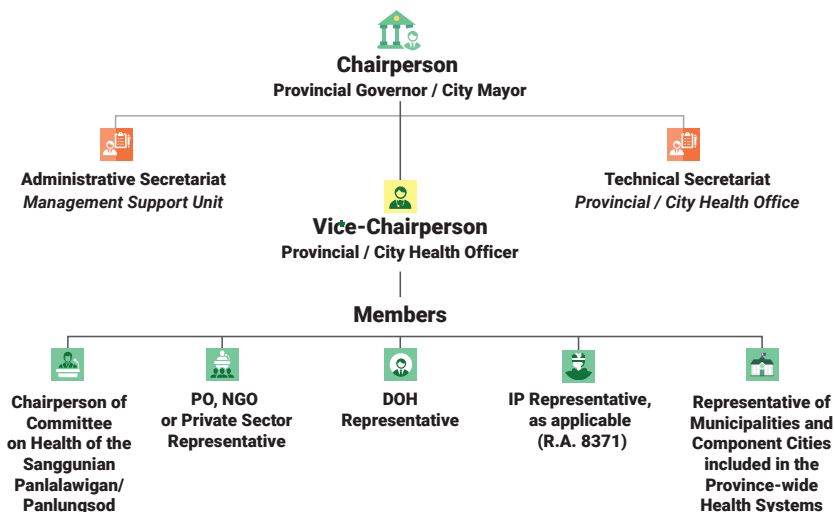 Chairperson
Provincial Governor / City Mayor
Administrative Secretariat
Management Support Unit
Technical Secretariat
Provincial / City Health Office
Vice-Chairperson
Provincial / City Health Officer
Members
Chairperson of
Committee
on Health of the
Sanggunian
Panlalawigan/
Panlungsod
PO, NGO
or Private Sector
Representative
DOH
Representative
IP Representative,
as applicable
(R.A. 8371)
Representative of
Municipalities and
Component Cities
included in the
Province-wide
Health Systems